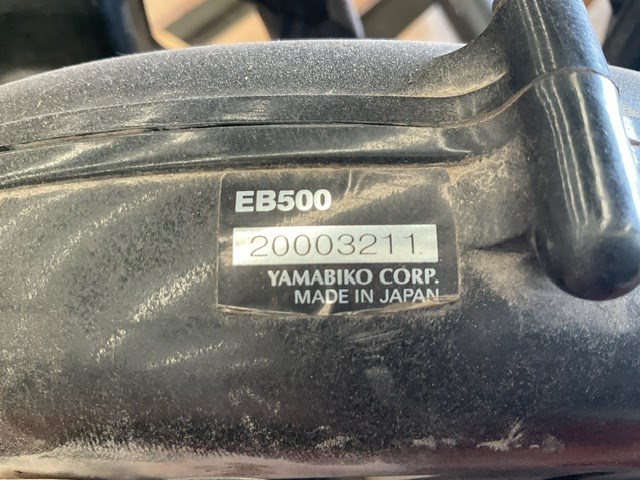 EB500
20003211
YAMABIKO CORP.
MADE IN JAPAN